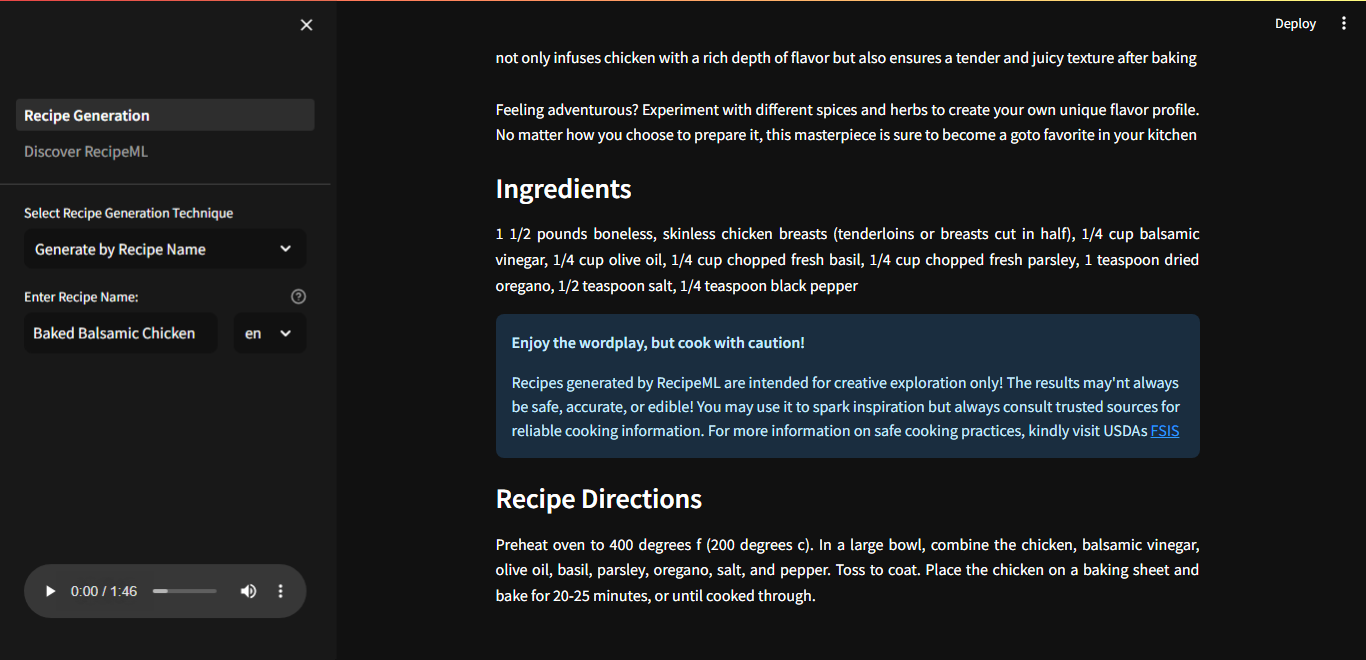 Deploy
Recipe Generation
Discover RecipeML
Select Recipe Generation Technique
Generate by Recipe Name
Enter Recipe Name:
Baked Balsamic Chicken
en
0:00 / 1:46
not only infuses chicken with a rich depth of flavor but also ensures a tender and juicy texture after baking
Feeling adventurous? Experiment with different spices and herbs to create your own unique flavor profile.
No matter how you choose to prepare it, this masterpiece is sure to become a goto favorite in your kitchen
Ingredients
1 1/2 pounds boneless, skinless chicken breasts (tenderloins or breasts cut in half), 1/4 cup balsamic
vinegar, 1/4 cup olive oil, 1/4 cup chopped fresh basil, 1/4 cup chopped fresh parsley, 1 teaspoon dried
oregano, 1/2 teaspoon salt, 1/4 teaspoon black pepper
Enjoy the wordplay, but cook with caution!
Recipes generated by RecipeML are intended for creative exploration only! The results may'nt always
be safe, accurate, or edible! You may use it to spark inspiration but always consult trusted sources for
reliable cooking information. For more information on safe cooking practices, kindly visit USDAs FSIS
Recipe Directions
Preheat oven to 400 degrees f (200 degrees c). In a large bowl, combine the chicken, balsamic vinegar,
olive oil, basil, parsley, oregano, salt, and pepper. Toss to coat. Place the chicken on a baking sheet and
bake for 20-25 minutes, or until cooked through.